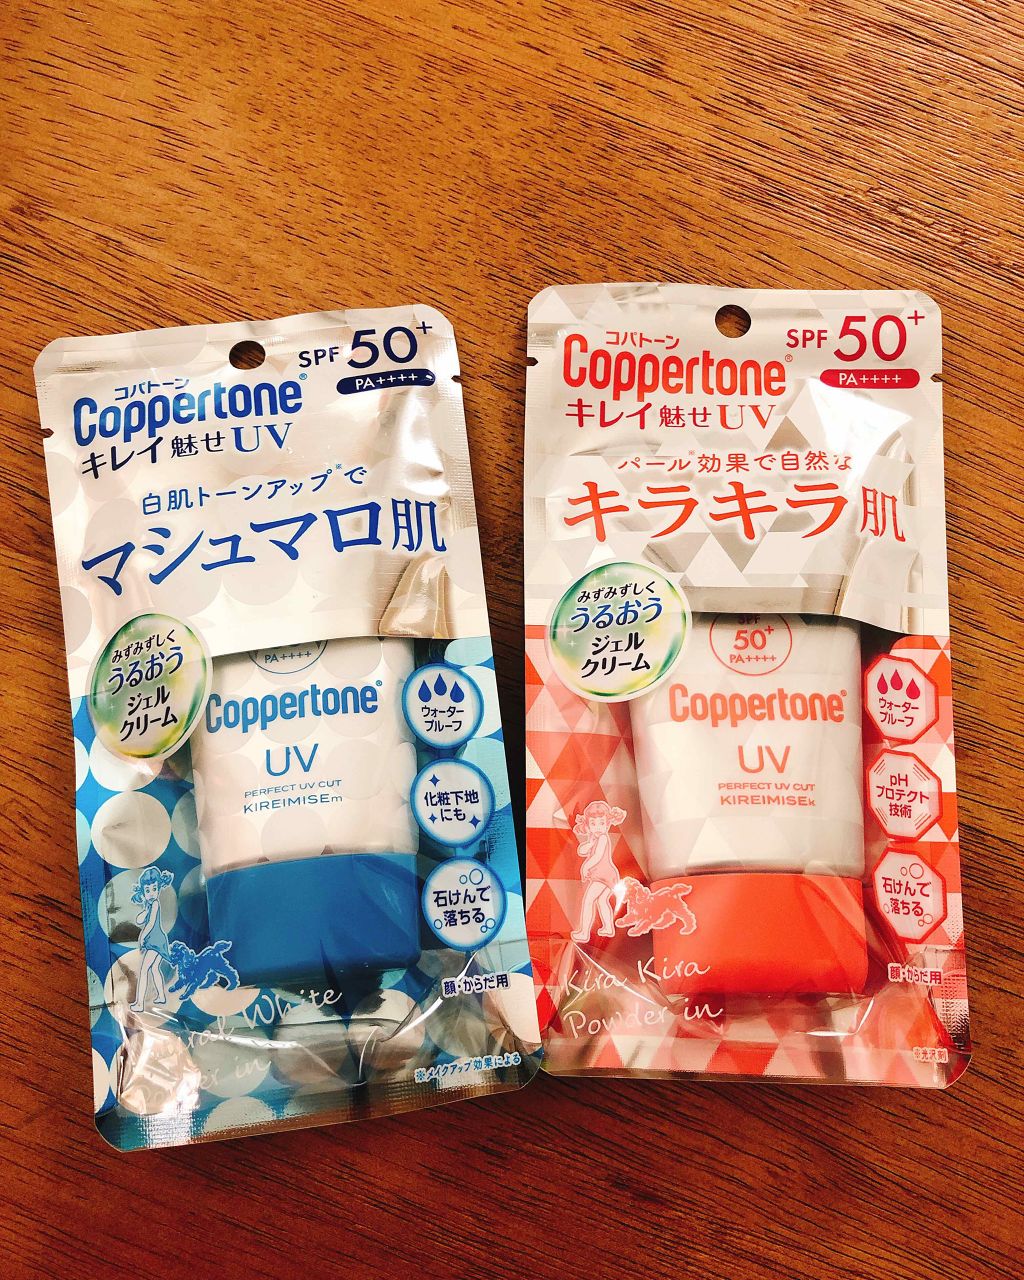 コパトーン
Coppertone®
キレイ魅せUV
SPF 50+
PA++++
白肌トーンアップ※で
マシュマロ肌
みずみずしく
うるおう
ジェル
クリーム
PA++++
Coppertone®
UV
PERFECT UV CUT
KIREIMISEm
ウォーター
プルーフ
化粧下地
にも
石けんで
落ちる
顔・からだ用
Natural White
Powder in
※メイクアップ効果による
コパトーン
Coppertone®
キレイ魅せUV
SPF 50+
PA++++
パール※効果で自然な
キラキラ肌
みずみずしく
うるおう
ジェル
クリーム
SPF
50+
PA++++
Coppertone®
UV
PERFECT UV CUT
KIREIMISEk
ウォーター
プルーフ
pH
プロテクト
技術
石けんで
落ちる
顔・からだ用
Kira Kira
Powder in
※光沢剤